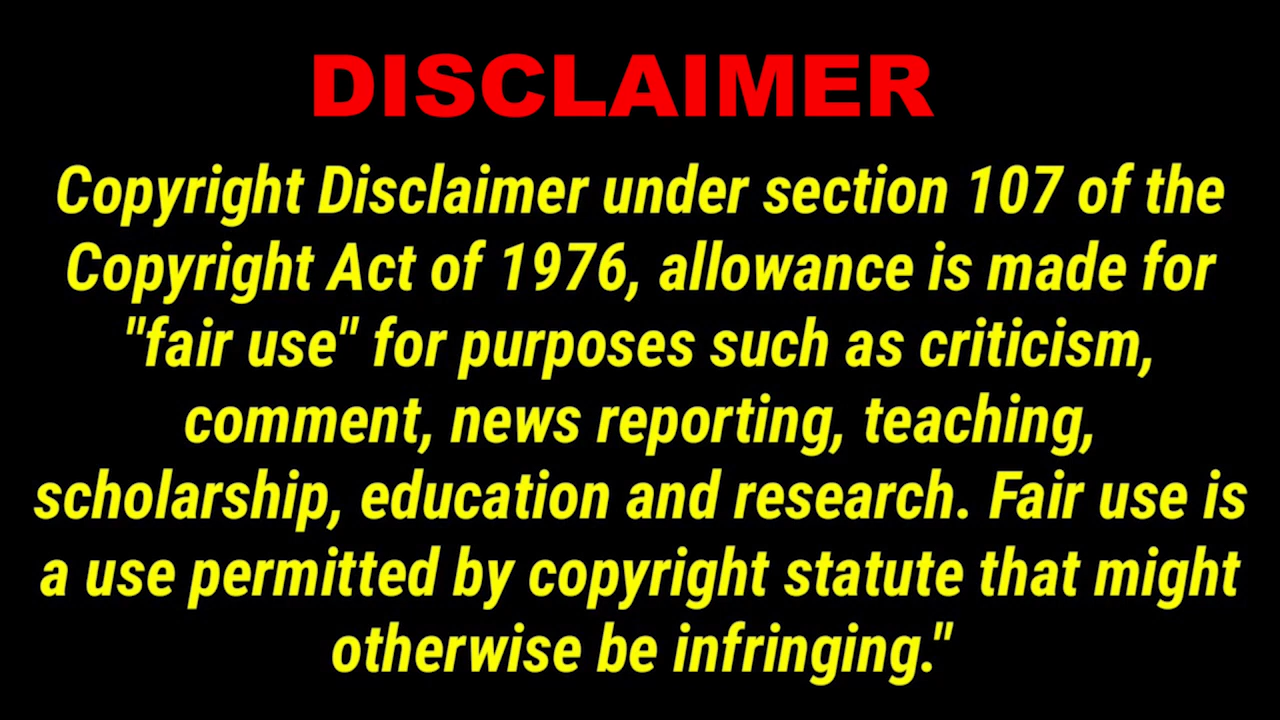 DISCLAIMER
Copyright Disclaimer under section 107 of the
Copyright Act of 1976, allowance is made for
"fair use" for purposes such as criticism,
comment, news reporting, teaching,
scholarship, education and research. Fair use is
a use permitted by copyright statute that might
otherwise be infringing."